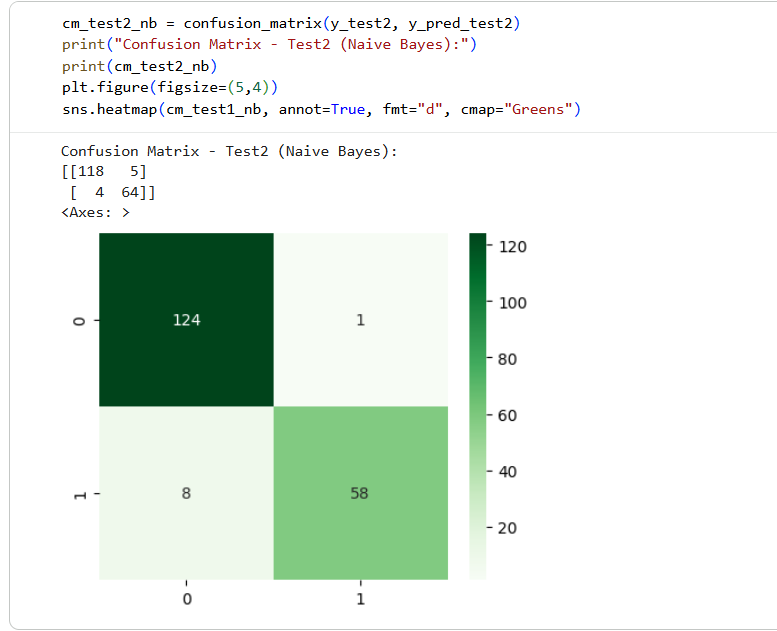 cm_test2_nb = confusion_matrix(y_test2, y_pred_test2)
print("Confusion Matrix - Test2 (Naive Bayes):")
print(cm_test2_nb)
plt.figure(figsize=(5,4))
sns.heatmap(cm_test1_nb, annot=True, fmt="d", cmap="Greens")
Confusion Matrix - Test2 (Naive Bayes):
[[118   5]
 [  4  64]]
<Axes: >
120
0 124 1
100
80
60
40
1 8 58
20
0 1